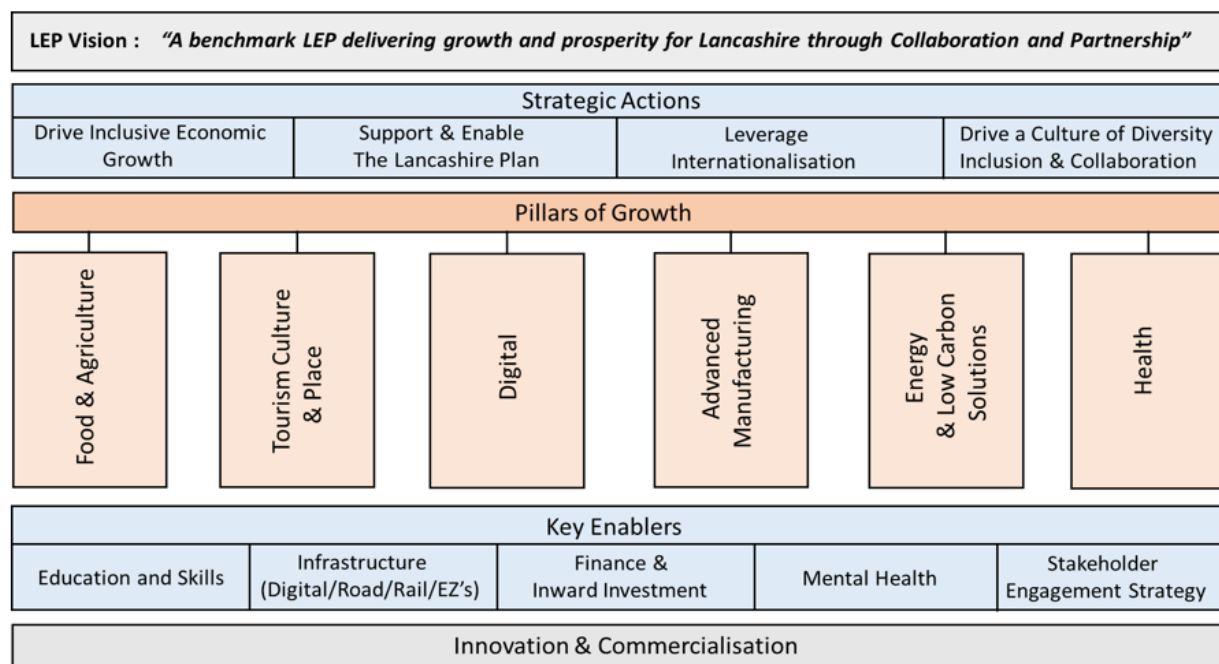 LEP Vision : “A benchmark LEP delivering growth and prosperity for Lancashire through Collaboration and Partnership”
Strategic Actions
Drive Inclusive Economic
Growth
Support & Enable
The Lancashire Plan
Leverage
Internationalisation
Drive a Culture of Diversity
Inclusion & Collaboration
Pillars of Growth
Food & Agriculture
Tourism Culture
& Place
Digital
Advanced
Manufacturing
Energy
& Low Carbon
Solutions
Health
Key Enablers
Education and Skills
Infrastructure
(Digital/Road/Rail/EZ’s)
Finance &
Inward Investment
Mental Health
Stakeholder
Engagement Strategy
Innovation & Commercialisation